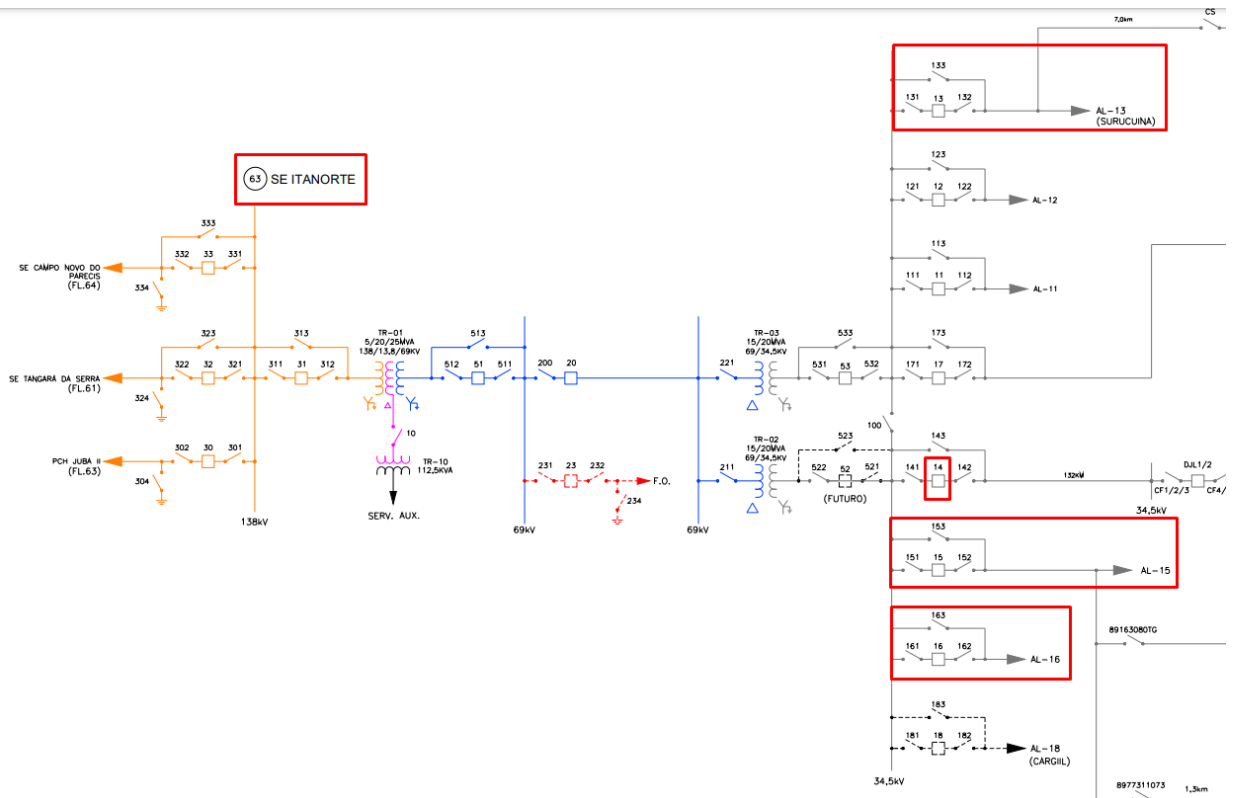 CS
7,0km
133
131 13 132
AL-13
(SURUCUINA)
123
121 12 122
AL-12
113
111 11 112
AL-11
63 SE ITANORTE
333
332 33 331
SE CAMPO NOVO DO
PARECIS
(FL.64)
334
323
322 32 321
SE TANGARÁ DA SERRA
(FL.61)
324
313
311 31 312
302 30 301
PCH JUBA II
(FL.63)
304
138kV
TR-01
5/20/25MVA
138/13,8/69KV
10
TR-10
112,5KVA
SERV. AUX.
513
512 51 511
200 20
231 23 232
F.O.
234
69kV
69kV
221
TR-03
15/20MVA
69/34,5KV
533
531 53 532
173
171 17 172
100
211
TR-02
15/20MVA
69/34,5KV
523
522 52 521
(FUTURO)
143
141 14 142
132KM
DJL1/2
CF1/2/3
CF4/
34,5kV
153
151 15 152
AL-15
163
161 16 162
AL-16
89163080TG
183
181 18 182
AL-18
(CARGIIL)
34,5kV
8977311073
1,3km